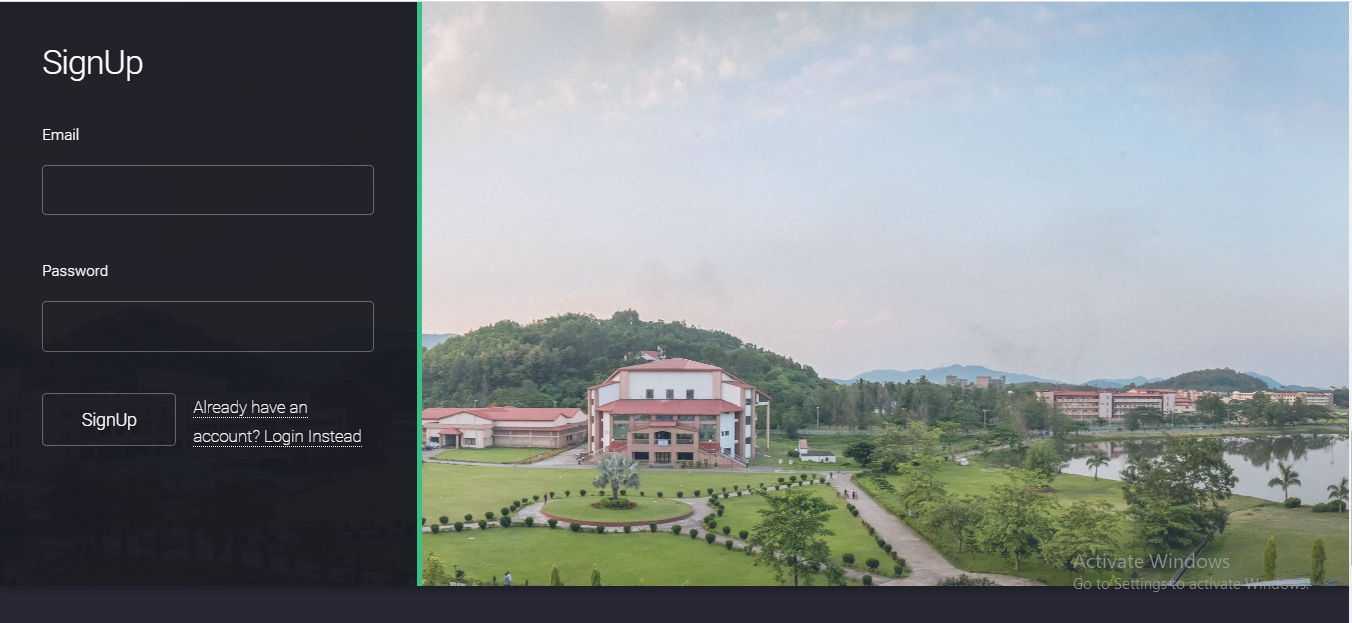 SignUp
Email
Password
SignUp
Already have an
account? Login Instead
Activate Windows
Go to Settings to activate Windows.